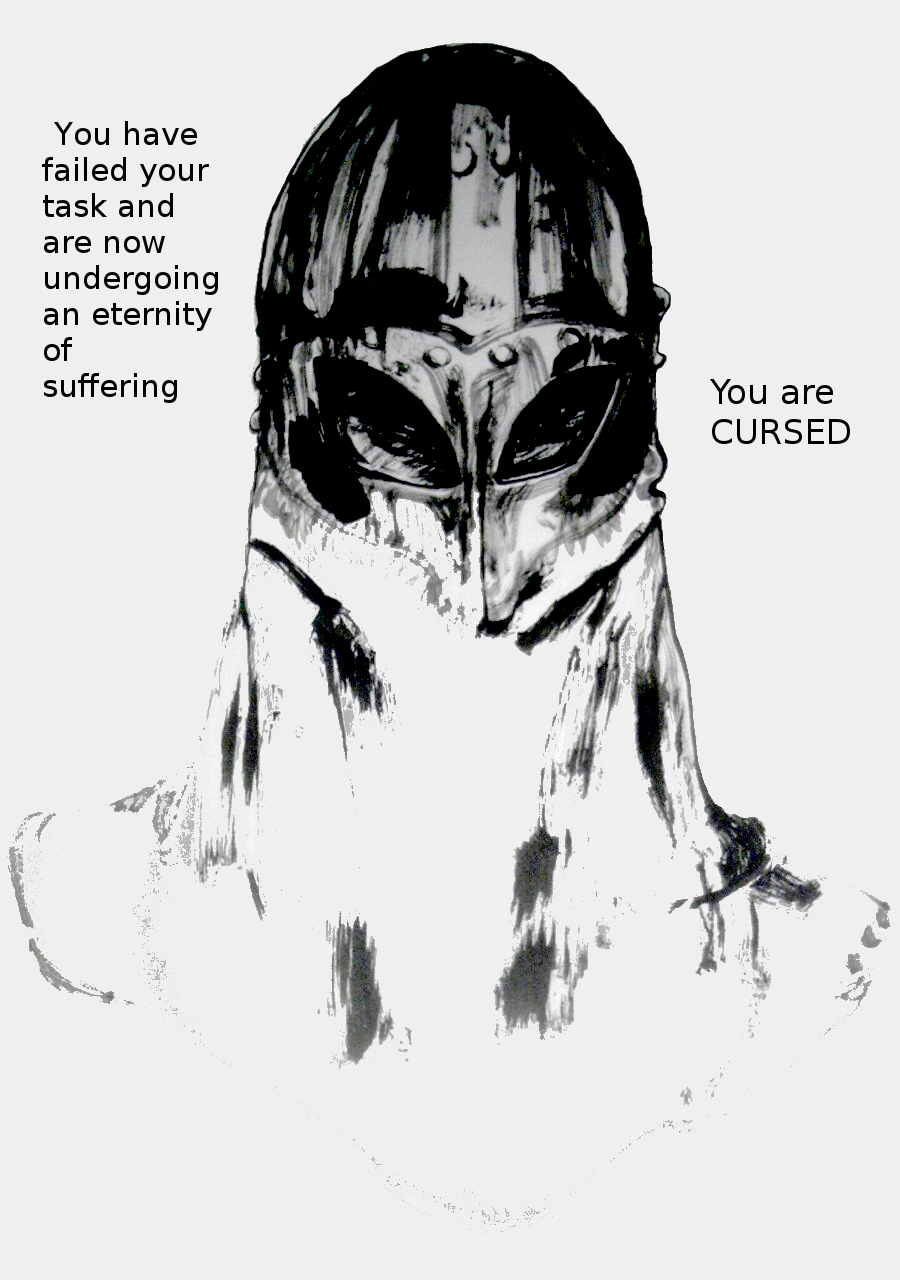 You have
failed your
task and
are now
undergoing
an eternity
of
suffering
You are
CURSED